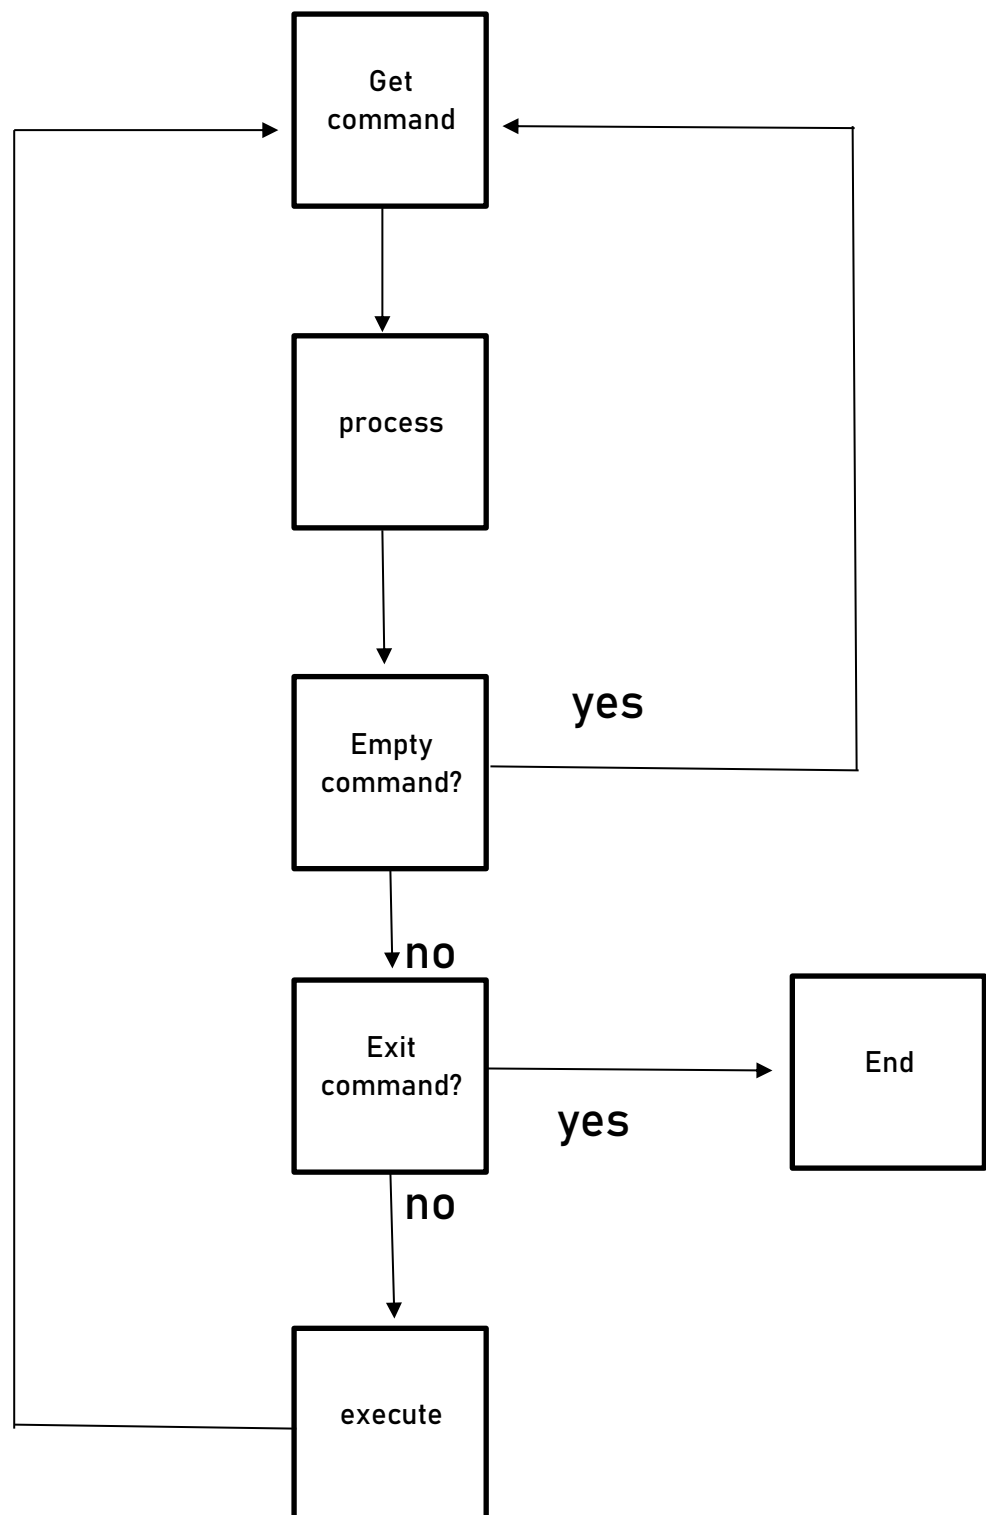 Get
command
process
Empty
command?
yes
no
Exit
command?
yes
End
no
execute